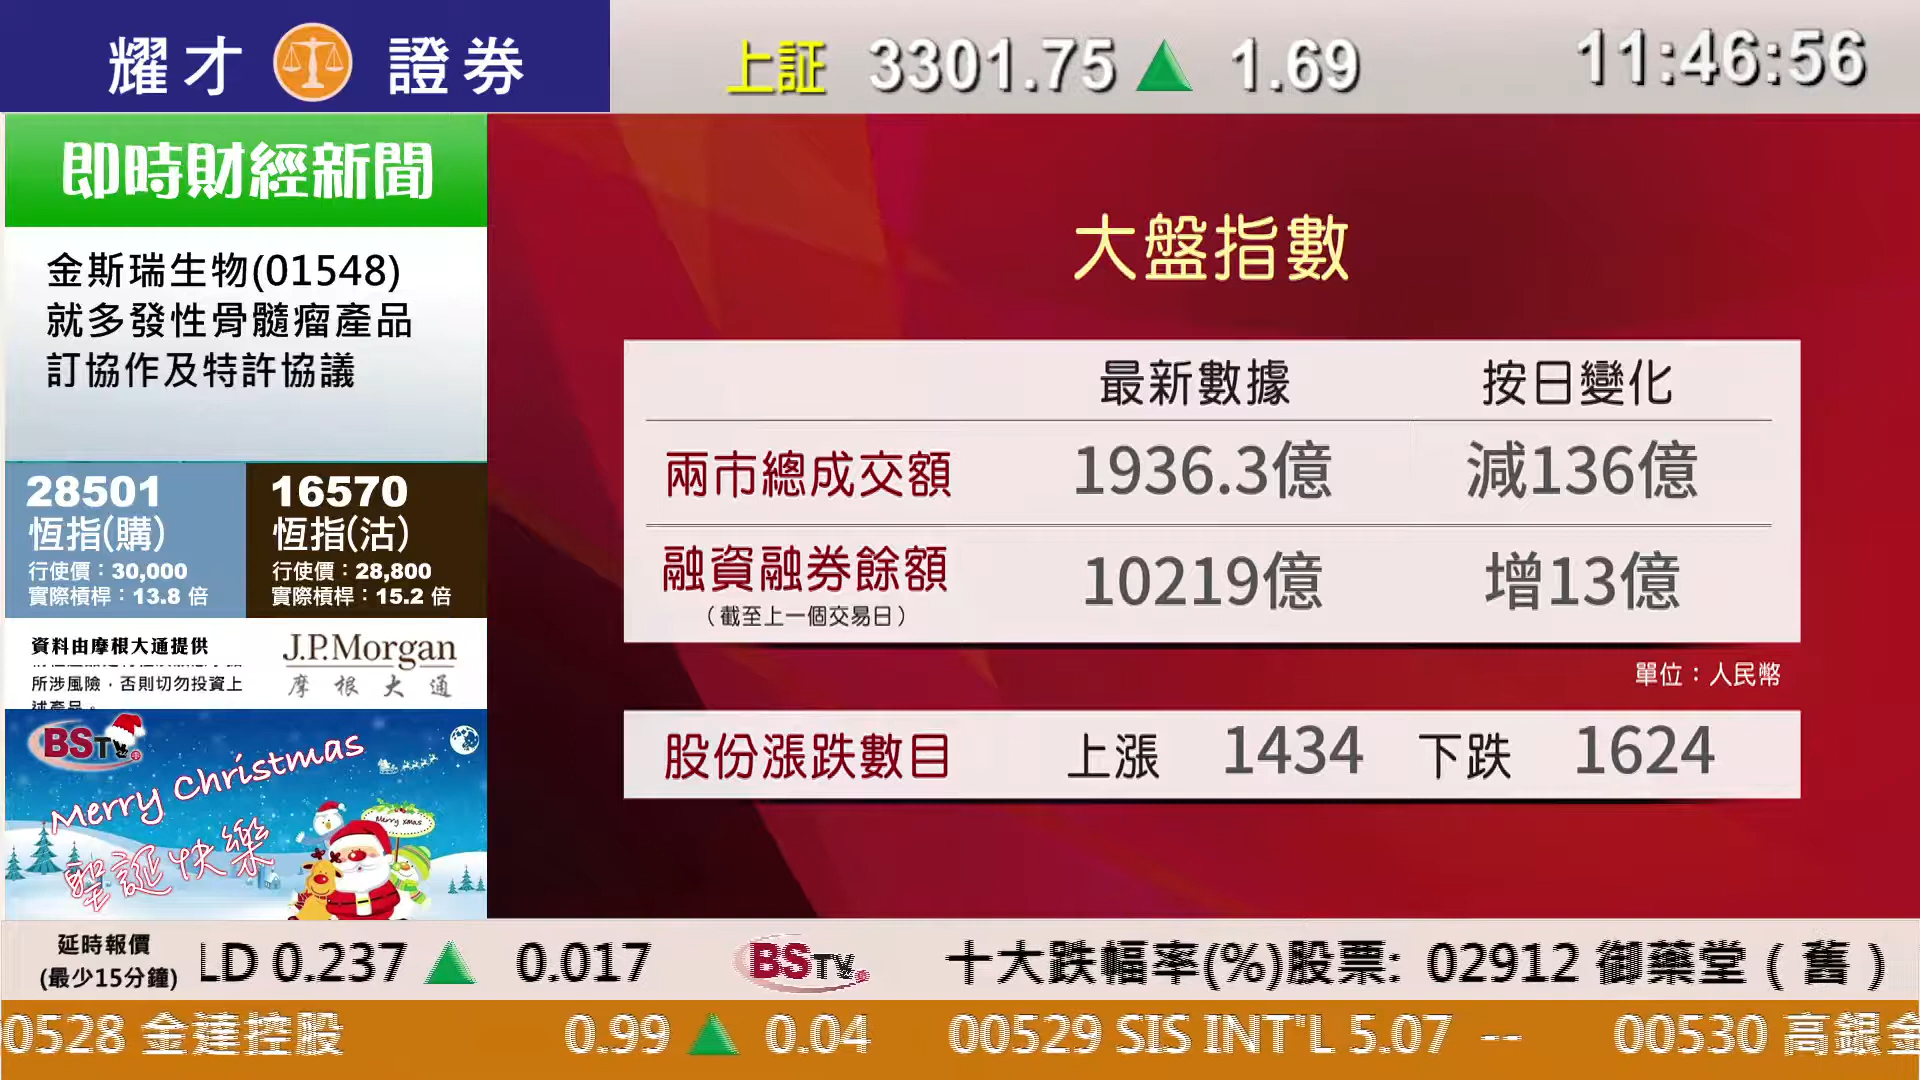 耀才 證券
上証 3301.75 ▲ 1.69
11:46:56
即時財經新聞
金斯瑞生物(01548)
就多發性骨髓瘤產品
訂協作及特許協議
28501
恆指(購)
行使價：30,000
實際槓桿：13.8 倍
16570
恆指(沽)
行使價：28,800
實際槓桿：15.2 倍
資料由摩根大通提供
所涉風險，否則切勿投資上
述產品。
J.P.Morgan
摩根大通
BSTV
Merry Christmas
聖誕快樂
Merry xmas
大盤指數
最新數據 按日變化
兩市總成交額 1936.3億 減136億
融資融券餘額 10219億 增13億
（截至上一個交易日）
單位：人民幣
股份漲跌數目 上漲 1434 下跌 1624
延時報價
(最少15分鐘)
LD 0.237 ▲ 0.017 BSTV 十大跌幅率(%)股票: 02912 御藥堂（舊）
00528 金達控股 0.99 ▲ 0.04 00529 SIS INT'L 5.07 -- 00530 高銀金